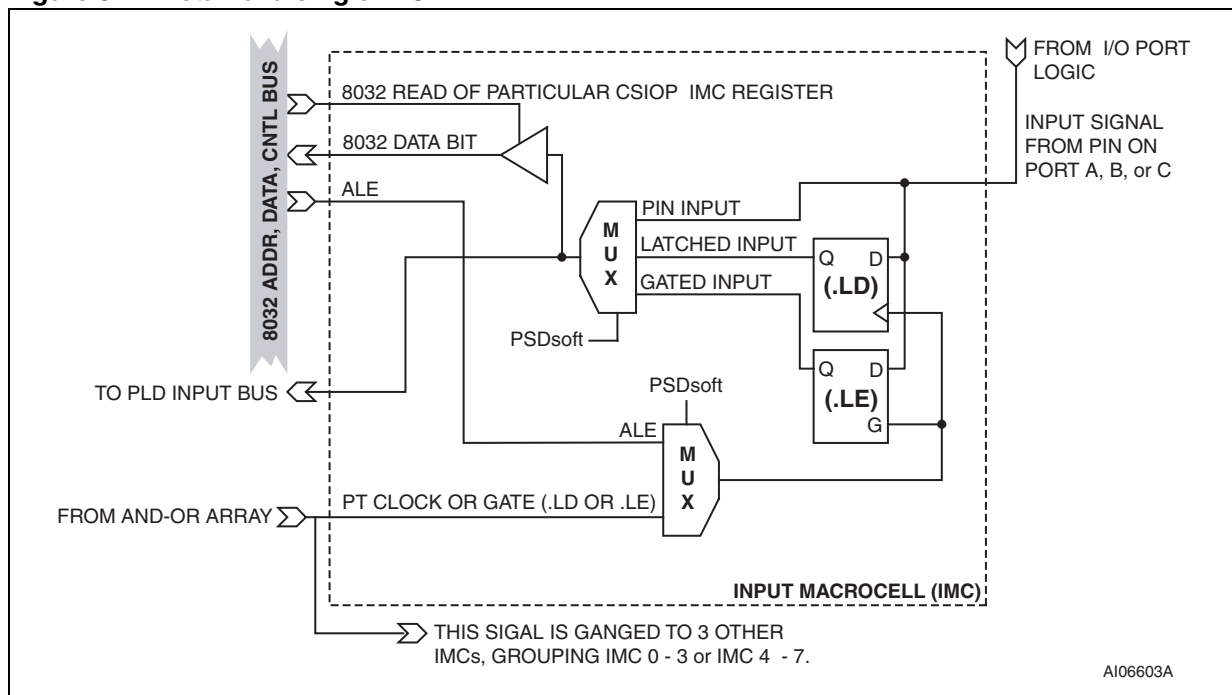 FROM I/O PORT
LOGIC
8032 ADDR, DATA, CNTL BUS
8032 READ OF PARTICULAR CSIOP IMC REGISTER
8032 DATA BIT
ALE
INPUT SIGNAL
FROM PIN ON
PORT A, B, or C
PIN INPUT
LATCHED INPUT
GATED INPUT
M
U
X
Q D
(.LD)
PSDsoft
Q D
(.LE)
G
TO PLD INPUT BUS
PSDsoft
ALE
M
U
X
PT CLOCK OR GATE (.LD OR .LE)
FROM AND-OR ARRAY
INPUT MACROCELL (IMC)
THIS SIGAL IS GANGED TO 3 OTHER
IMCs, GROUPING IMC 0 - 3 or IMC 4 - 7.
AI06603A